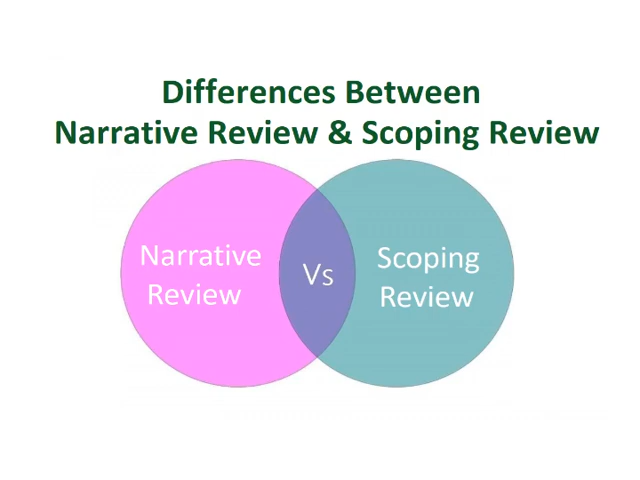 Differences Between
Narrative Review & Scoping Review
Narrative
Review
Vs
Scoping
Review